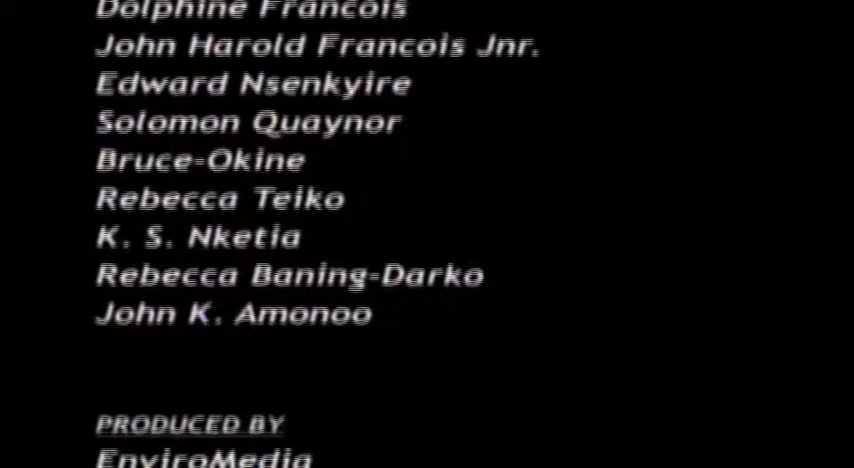 Dolphine Francois
John Harold Francois Jnr.
Edward Nsenkyire
Solomon Quaynor
Bruce-Okine
Rebecca Teiko
K. S. Nketia
Rebecca Baning-Darko
John K. Amonoo
PRODUCED BY
EnviroMedia